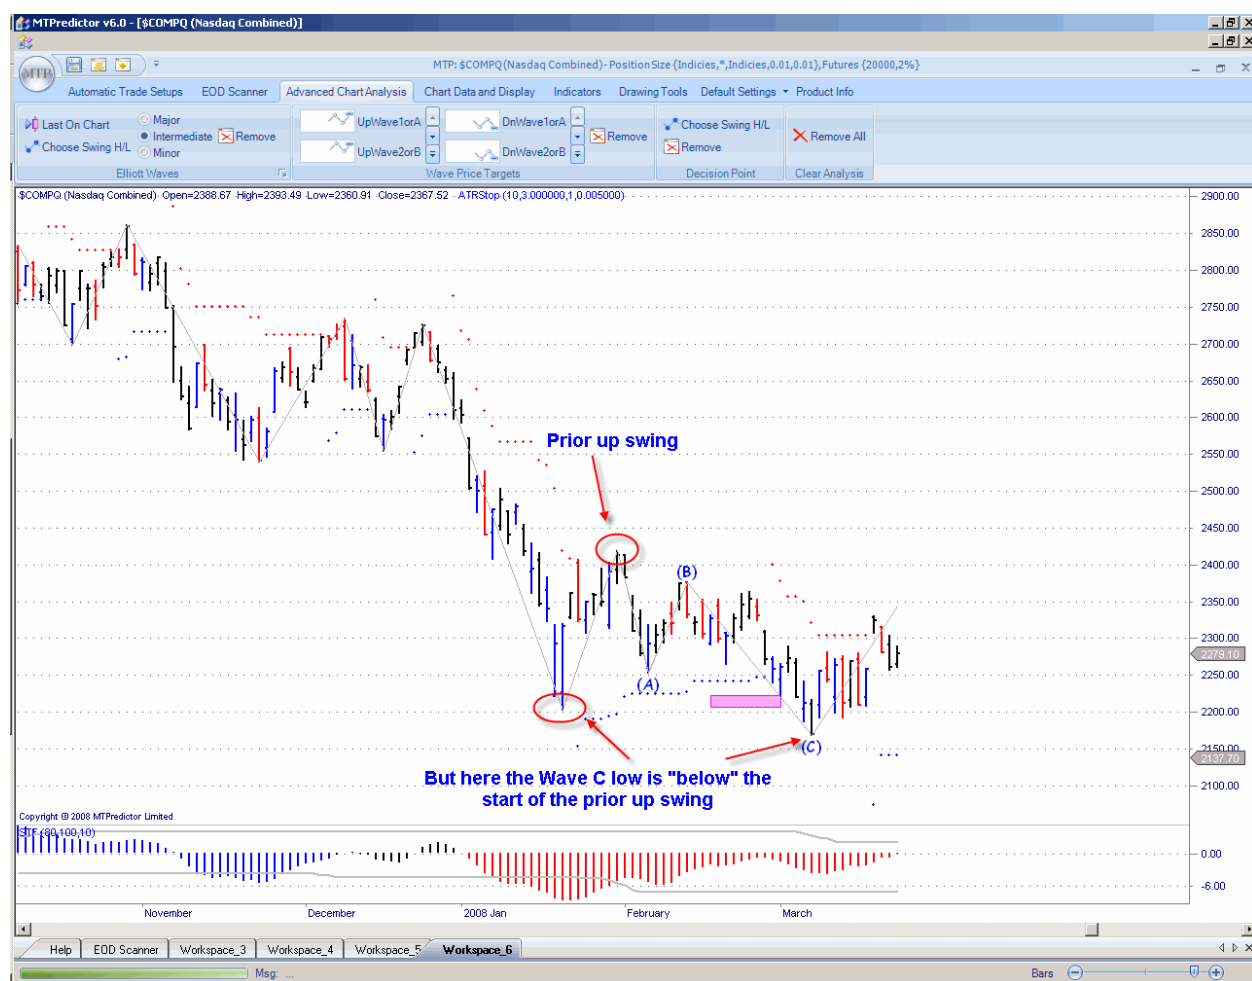 MTPredictor v6.0 - [$COMPQ (Nasdaq Combined)]
MTP
MTP: $COMPQ(Nasdaq Combined)- PositionSize {Indicies,*,Indicies,0.01,0.01},Futures {20000,2%}
Automatic Trade Setups EOD Scanner Advanced Chart Analysis Chart Data and Display Indicators Drawing Tools Default Settings Product Info
Last On Chart
Choose Swing H/L
Major
Intermediate
Minor
Remove
Elliott Waves
UpWave1orA
UpWave2orB
DnWave1orA
DnWave2orB
Remove
Wave Price Targets
Choose Swing H/L
Remove
Decision Point
Remove All
Clear Analysis
$COMPQ (Nasdaq Combined) Open=2388.67 High=2393.49 Low=2360.91 Close=2367.52 ATRStop (10,3.000000,1,0.005000)
2900.00
2850.00
2800.00
2750.00
2700.00
2650.00
2600.00
2550.00
2500.00
2450.00
2400.00
2350.00
2300.00
2279.10
2250.00
2200.00
2150.00
2137.70
2100.00
Prior up swing
(B)
(A)
(C)
But here the Wave C low is "below" the
start of the prior up swing
Copyright @ 2008 MTPredictor Limited
STF (80,100,10)
0.00
-6.00
November December 2008 Jan February March
Help EOD Scanner Workspace_3 Workspace_4 Workspace_5 Workspace_6
Msg: ...
Bars